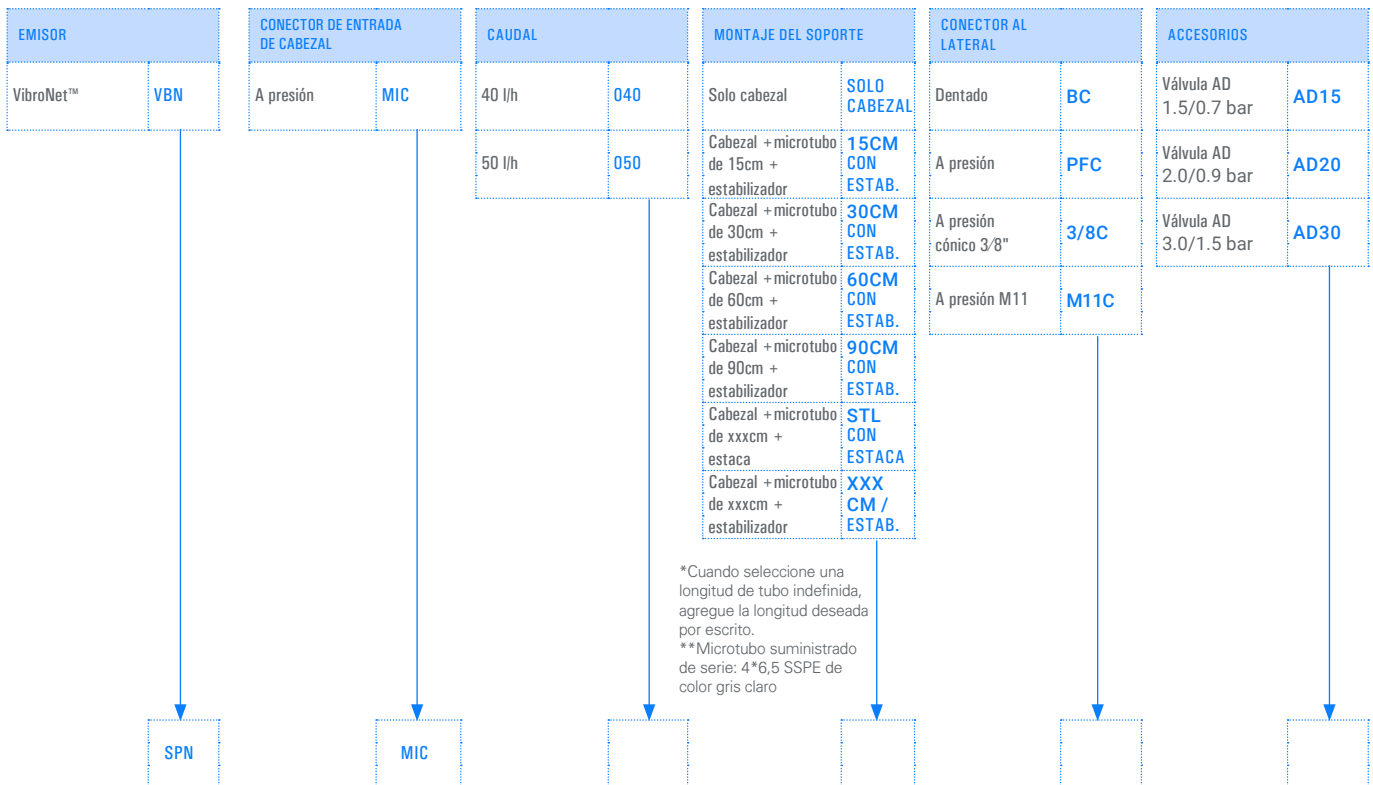 EMISOR
VibroNet™ VBN
CONECTOR DE ENTRADA
DE CABEZAL
A presión MIC
CAUDAL
40 l/h 040
50 l/h 050
MONTAJE DEL SOPORTE
Solo cabezal
SOLO
CABEZAL
Cabezal +microtubo
de 15cm +
estabilizador
15CM
CON
ESTAB.
Cabezal +microtubo
de 30cm +
estabilizador
30CM
CON
ESTAB.
Cabezal +microtubo
de 60cm +
estabilizador
60CM
CON
ESTAB.
Cabezal +microtubo
de 90cm +
estabilizador
90CM
CON
ESTAB.
Cabezal +microtubo
de xxxcm +
estaca
STL
CON
ESTACA
Cabezal +microtubo
de xxxcm +
estabilizador
XXX
CM /
ESTAB.
*Cuando seleccione una
longitud de tubo indefinida,
agregue la longitud deseada
por escrito.
**Microtubo suministrado
de serie: 4*6,5 SSPE de
color gris claro
CONECTOR AL
LATERAL
Dentado BC
A presión PFC
A presión
cónico 3⁄8"
3/8C
A presión M11 M11C
ACCESORIOS
Válvula AD
1.5/0.7 bar
AD15
Válvula AD
2.0/0.9 bar
AD20
Válvula AD
3.0/1.5 bar
AD30
SPN
MIC